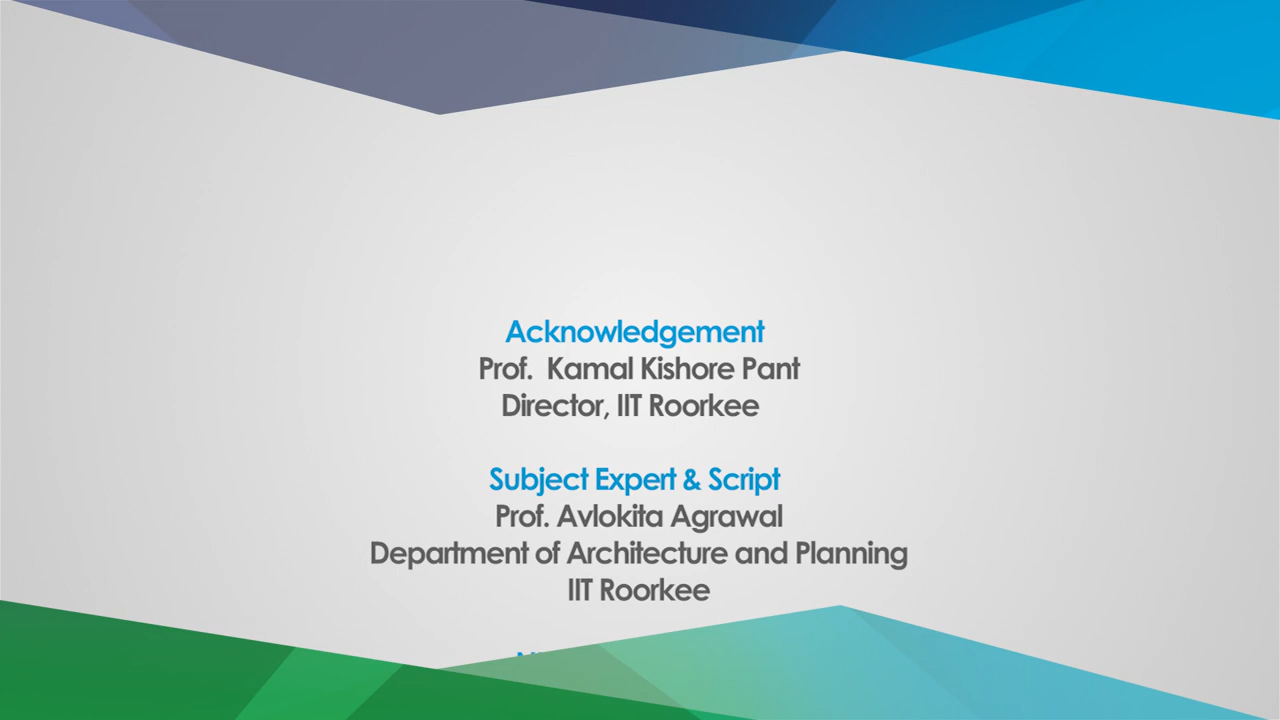 Acknowledgement
Prof. Kamal Kishore Pant
Director, IIT Roorkee
Subject Expert & Script
Prof. Avlokita Agrawal
Department of Architecture and Planning
IIT Roorkee